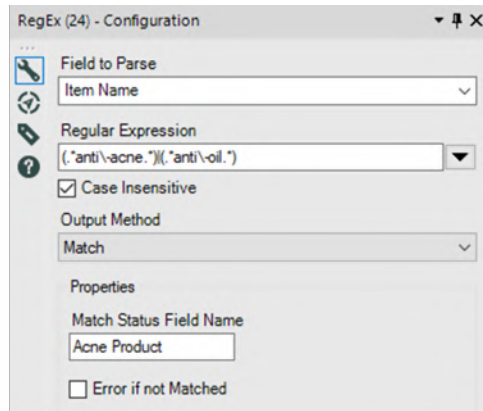 RegEx (24) - Configuration
Field to Parse
Item Name
Regular Expression
(.*anti\-acne.*)|(.*anti\-oil.*)
Case Insensitive
Output Method
Match
Properties
Match Status Field Name
Acne Product
Error if not Matched